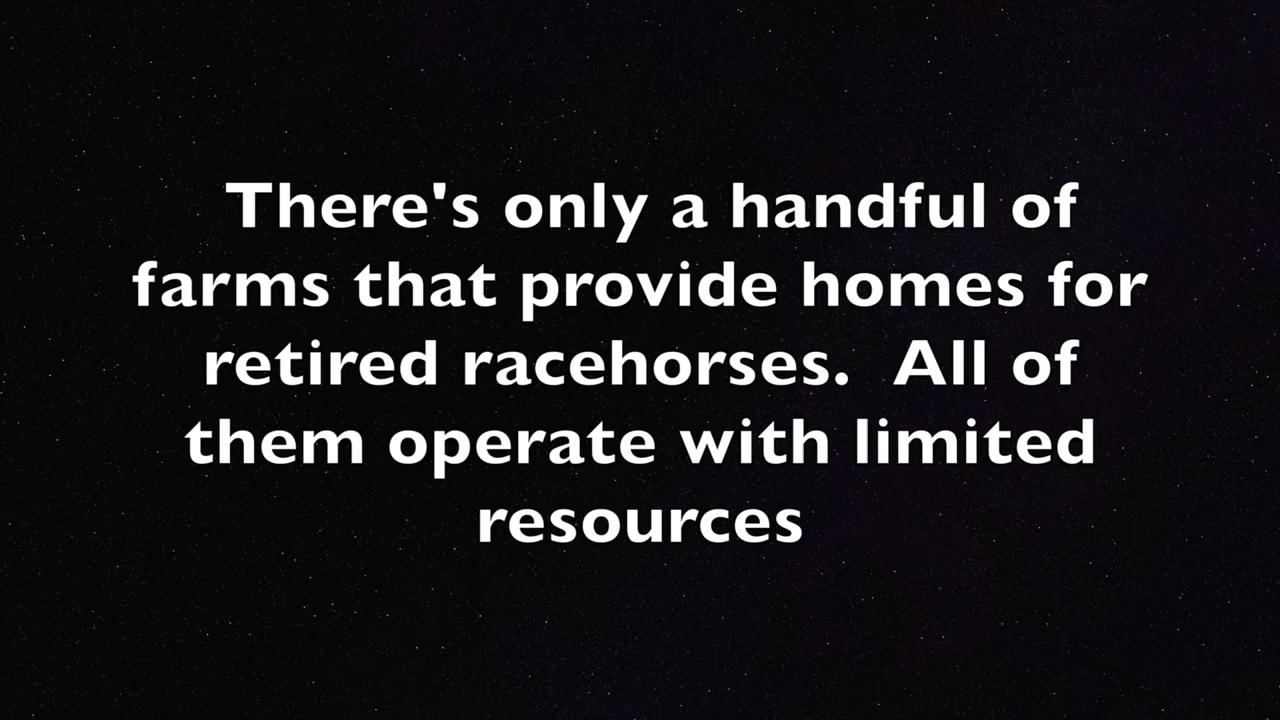 There's only a handful of
farms that provide homes for
retired racehorses.  All of
them operate with limited
resources